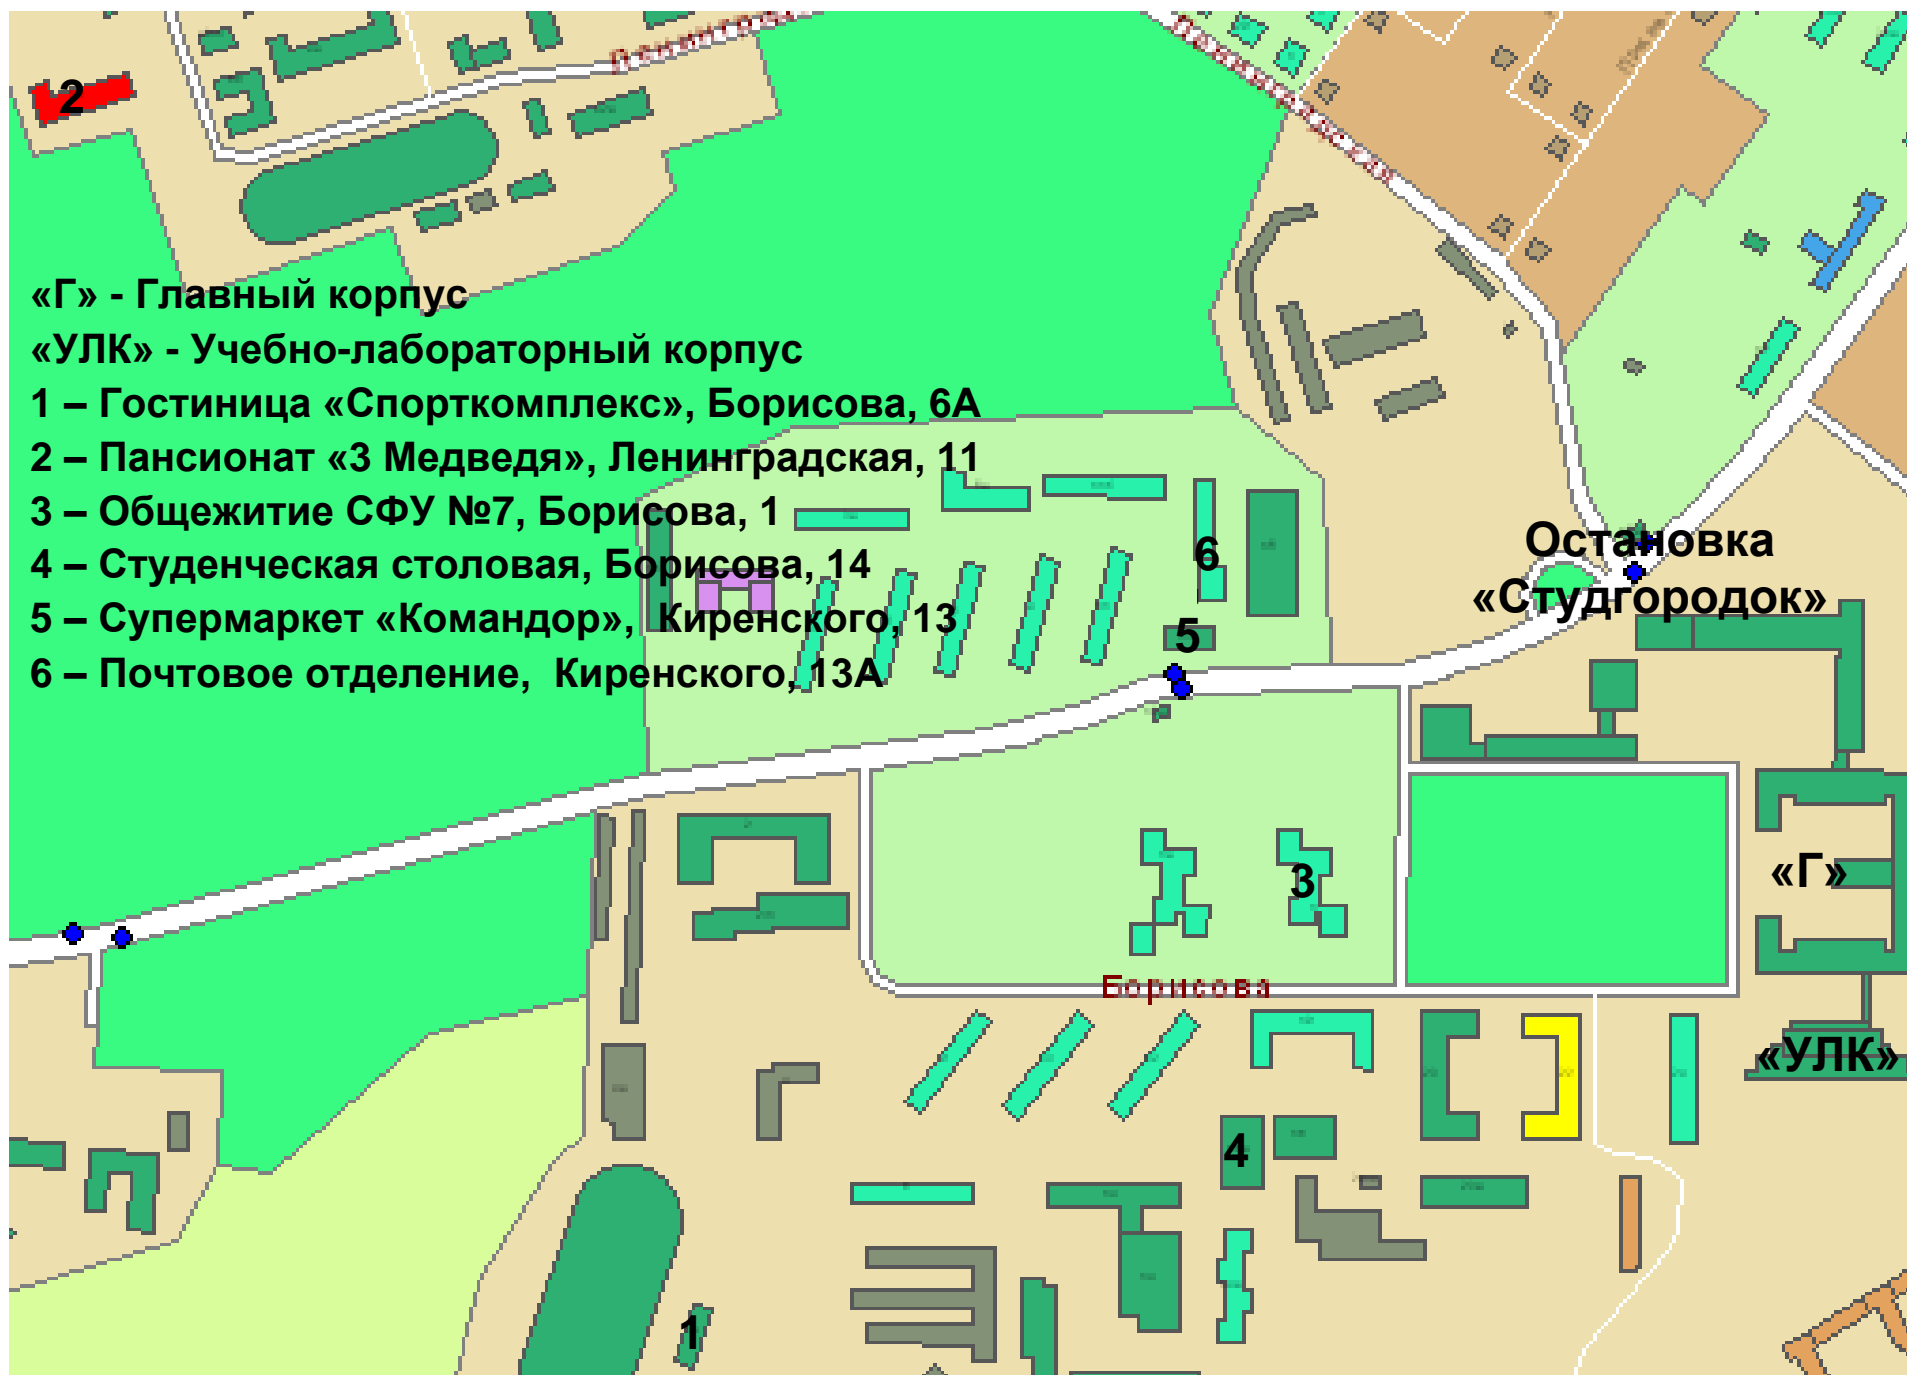 2
Ленинградская
«Г» - Главный корпус
«УЛК» - Учебно-лабораторный корпус
1 – Гостиница «Спорткомплекс», Борисова, 6А
2 – Пансионат «3 Медведя», Ленинградская, 11
3 – Общежитие СФУ №7, Борисова, 1
4 – Студенческая столовая, Борисова, 14
5 – Супермаркет «Командор», Киренского, 13
6 – Почтовое отделение, Киренского, 13А
6
5
Остановка
«Студгородок»
3
«Г»
Борисова
«УЛК»
4
1